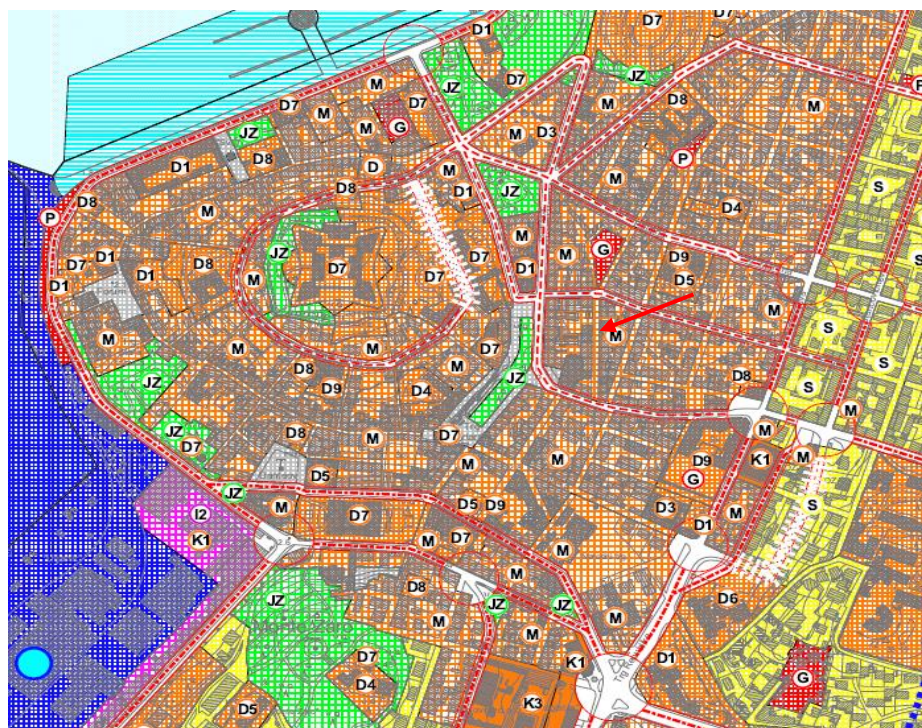 D7 D7
D1
JZ D7 JZ
M M M
D7 M D7 D8 P
JZ M G M D3
D8 D P S
D1 M M
D8 D8 D1 JZ M
P M D4
M G
JZ D7 D9 S
D7 D1 D1 D8 M D7 D7 D1 M D5
D1
M M
M M D7 M S
D8 M JZ S
JZ D9 D4 D8 S
M
JZ D8 M D7 M
D7 M D9 K1 M
D5 M
JZ G
M D5 D9 D3 S
I2 D7 D1 M
K1 M D7 M
D8 M
JZ JZ JZ D6
M M M
D7 K1 D1
D4 G
D5 K3